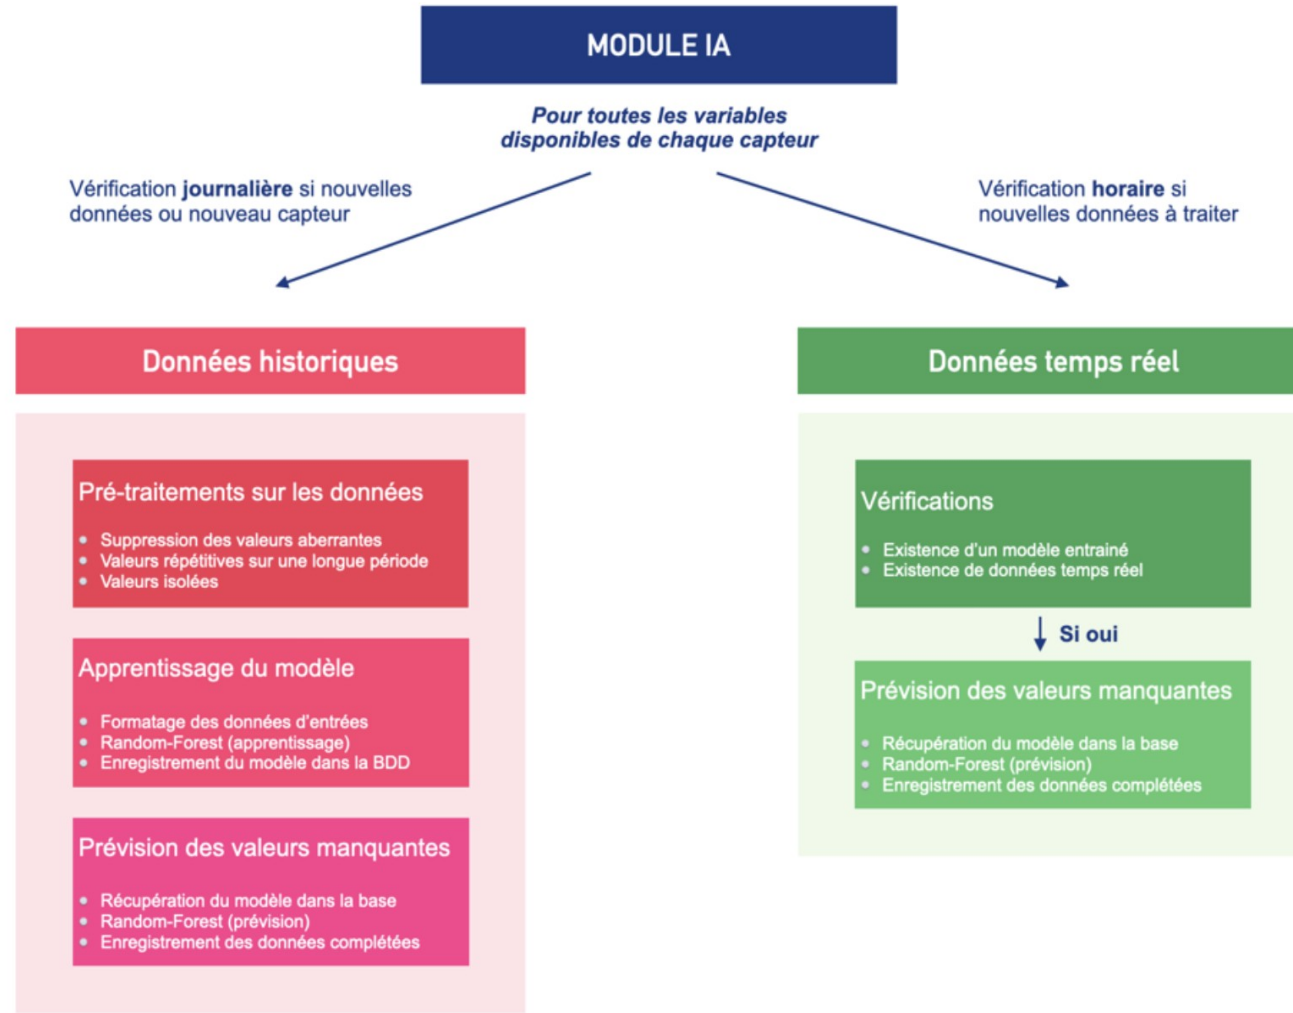 MODULE IA
Pour toutes les variables
disponibles de chaque capteur
Vérification journalière si nouvelles
données ou nouveau capteur
Vérification horaire si
nouvelles données à traiter
Données historiques
Pré-traitements sur les données
Suppression des valeurs aberrantes
Valeurs répétitives sur une longue période
Valeurs isolées
Apprentissage du modèle
Formatage des données d'entrées
Random-Forest (apprentissage)
Enregistrement du modèle dans la BDD
Prévision des valeurs manquantes
Récupération du modèle dans la base
Random-Forest (prévision)
Enregistrement des données complétées
Données temps réel
Vérifications
Existence d'un modèle entrainé
Existence de données temps réel
Si oui
Prévision des valeurs manquantes
Récupération du modèle dans la base
Random-Forest (prévision)
Enregistrement des données complétées